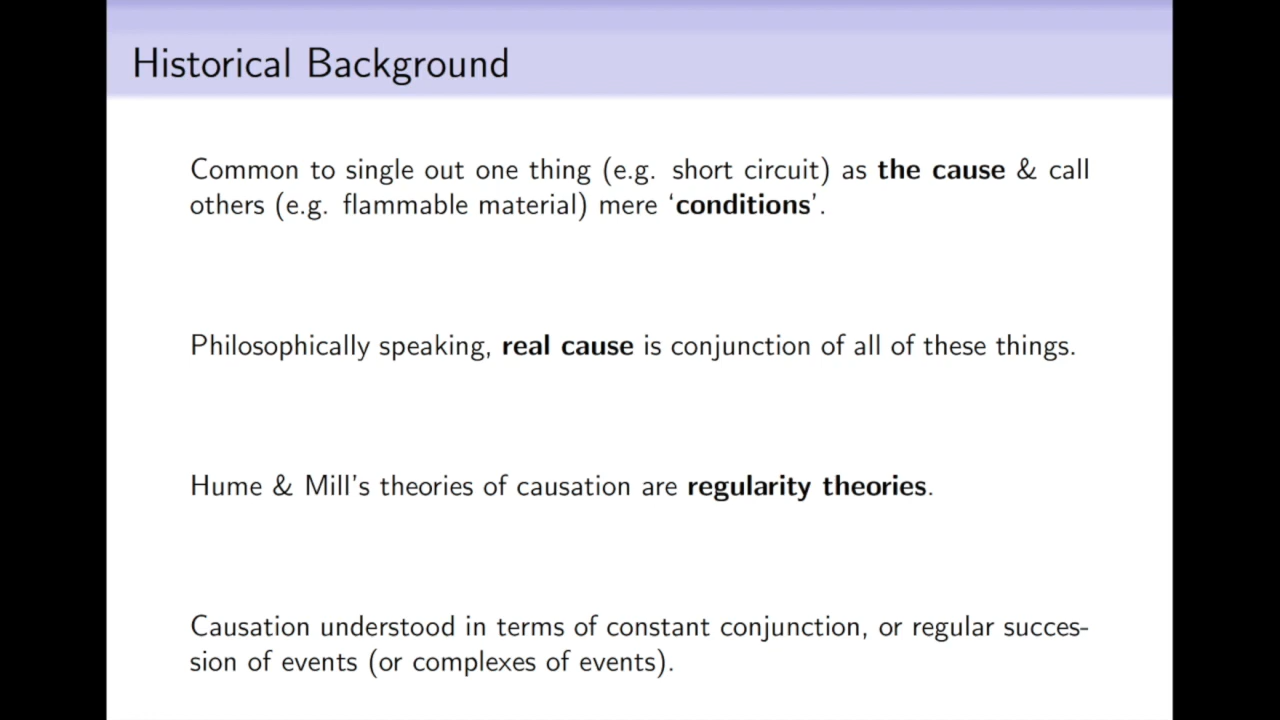 Historical Background
Common to single out one thing (e.g. short circuit) as the cause & call
others (e.g. flammable material) mere ‘conditions’.
Philosophically speaking, real cause is conjunction of all of these things.
Hume & Mill’s theories of causation are regularity theories.
Causation understood in terms of constant conjunction, or regular succes-
sion of events (or complexes of events).